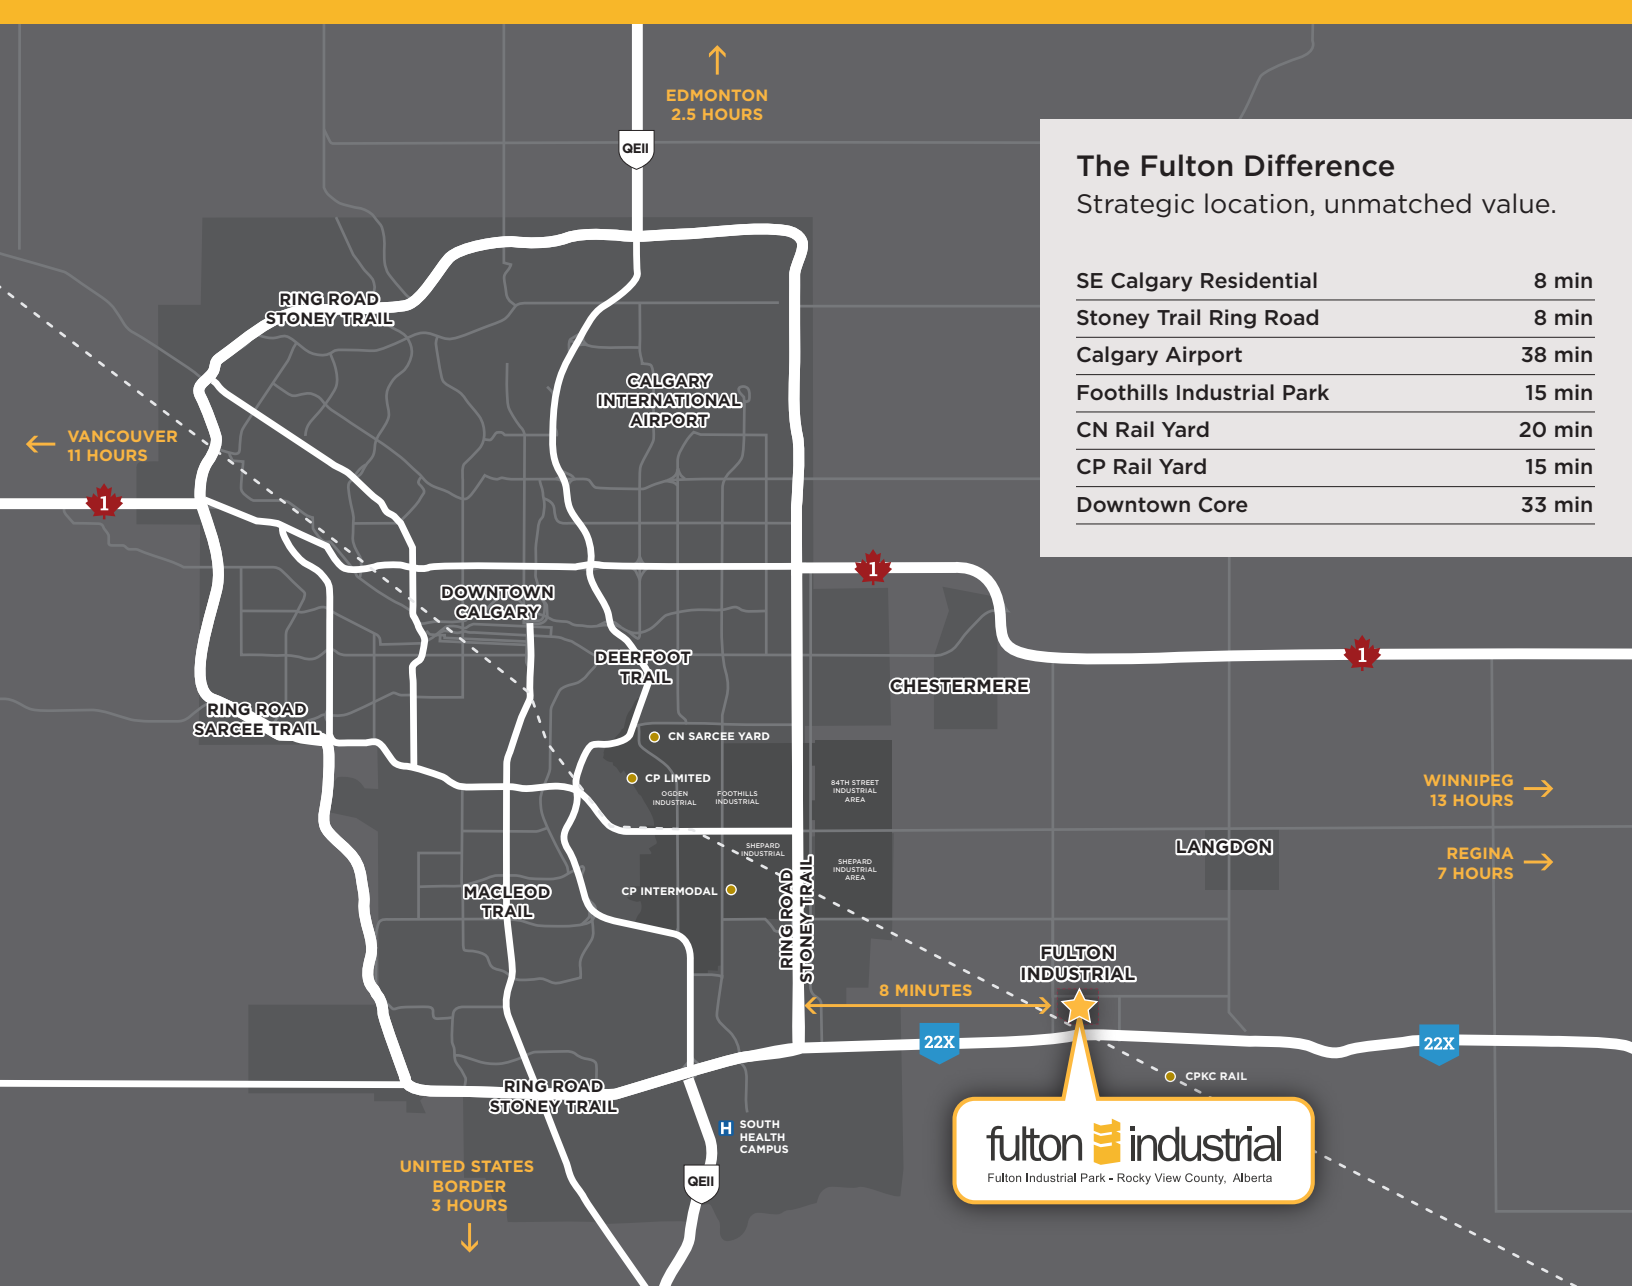 EDMONTON
2.5 HOURS
QEII
The Fulton Difference
Strategic location, unmatched value.
SE Calgary Residential 8 min
Stoney Trail Ring Road 8 min
Calgary Airport 38 min
Foothills Industrial Park 15 min
CN Rail Yard 20 min
CP Rail Yard 15 min
Downtown Core 33 min
RING ROAD
STONEY TRAIL
CALGARY
INTERNATIONAL
AIRPORT
VANCOUVER
11 HOURS
1
1
DOWNTOWN
CALGARY
DEERFOOT
TRAIL
1
CHESTERMERE
RING ROAD
SARCEE TRAIL
CN SARCEE YARD
CP LIMITED
OGDEN
INDUSTRIAL
FOOTHILLS
INDUSTRIAL
84TH STREET
INDUSTRIAL
AREA
WINNIPEG
13 HOURS
LANGDON
REGINA
7 HOURS
SHEPARD
INDUSTRIAL
SHEPARD
INDUSTRIAL
AREA
MACLEOD
TRAIL
CP INTERMODAL
RING ROAD
STONEY TRAIL
FULTON
INDUSTRIAL
8 MINUTES
22X
22X
CPKC RAIL
RING ROAD
STONEY TRAIL
H SOUTH
HEALTH
CAMPUS
fulton industrial
Fulton Industrial Park - Rocky View County, Alberta
UNITED STATES
BORDER
3 HOURS
QEII